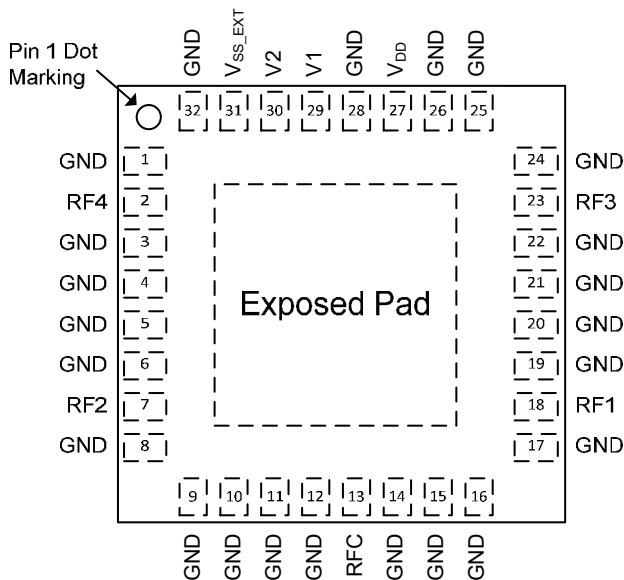 GND
V_SS_EXT
V2
V1
GND
V_DD
GND
GND
Pin 1 Dot
Marking
32
31
30
29
28
27
26
25
GND 1
RF4 2
GND 3
GND 4
GND 5
GND 6
RF2 7
GND 8
24 GND
23 RF3
22 GND
21 GND
20 GND
19 GND
18 RF1
17 GND
Exposed Pad
9
10
11
12
13
14
15
16
GND
GND
GND
GND
RFC
GND
GND
GND